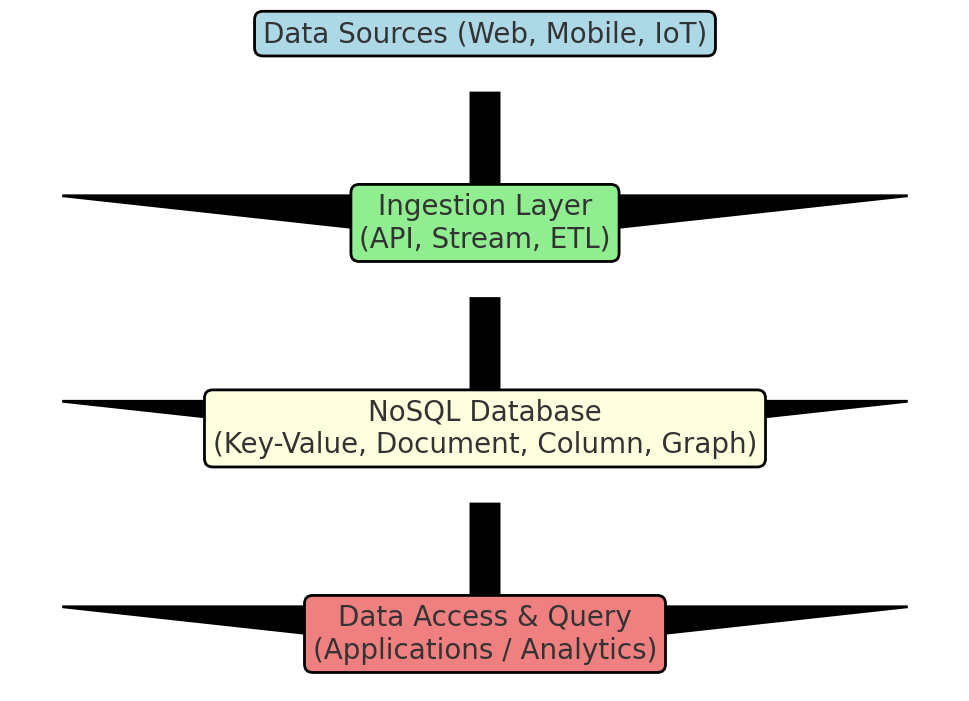 Data Sources (Web, Mobile, IoT)
Ingestion Layer
(API, Stream, ETL)
NoSQL Database
(Key-Value, Document, Column, Graph)
Data Access & Query
(Applications / Analytics)